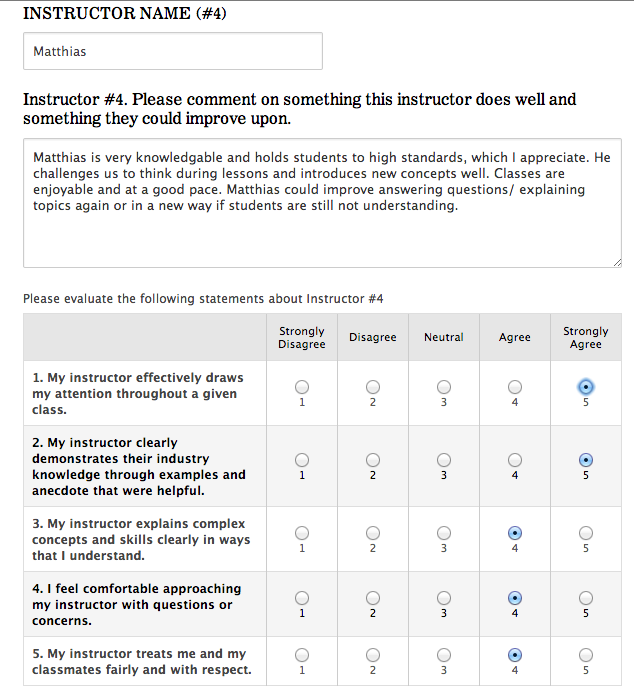 INSTRUCTOR NAME (#4)
Matthias
Instructor #4. Please comment on something this instructor does well and
something they could improve upon.
Matthias is very knowledgable and holds students to high standards, which I appreciate. He
challenges us to think during lessons and introduces new concepts well. Classes are
enjoyable and at a good pace. Matthias could improve answering questions/ explaining
topics again or in a new way if students are still not understanding.
Please evaluate the following statements about Instructor #4
Strongly
Disagree
Disagree
Neutral
Agree
Strongly
Agree
1. My instructor effectively draws
my attention throughout a given
class.
1 2 3 4 5
2. My instructor clearly
demonstrates their industry
knowledge through examples and
anecdote that were helpful.
1 2 3 4 5
3. My instructor explains complex
concepts and skills clearly in ways
that I understand.
1 2 3 4 5
4. I feel comfortable approaching
my instructor with questions or
concerns.
1 2 3 4 5
5. My instructor treats me and my
classmates fairly and with respect.
1 2 3 4 5